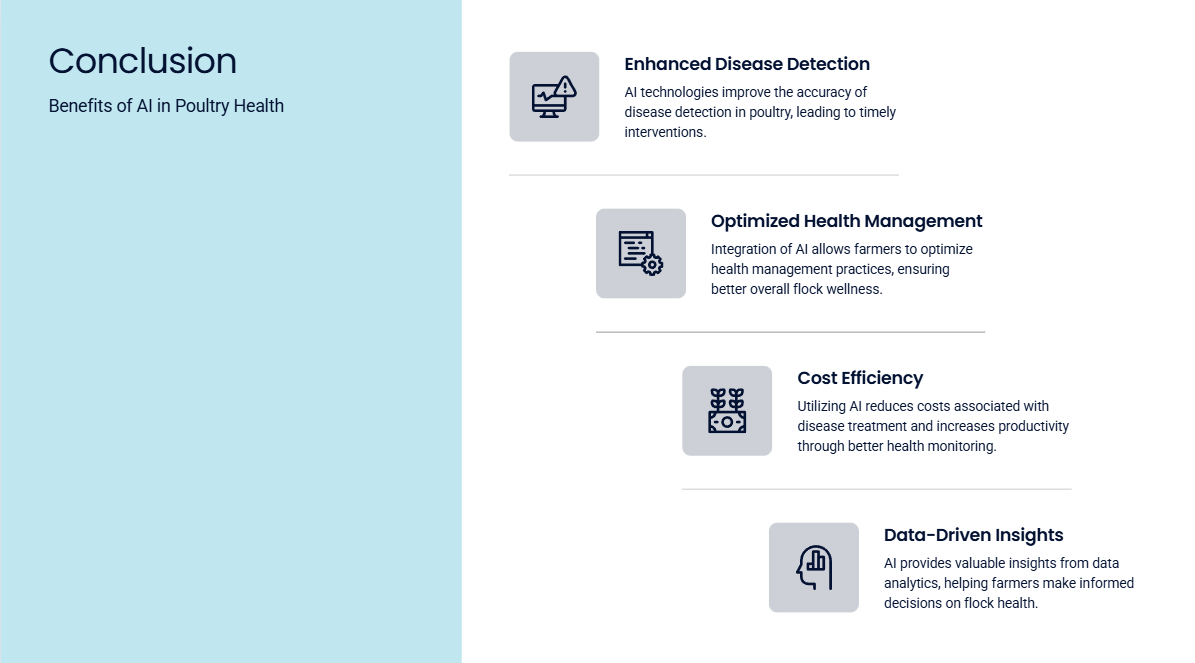 Conclusion
Benefits of AI in Poultry Health
Enhanced Disease Detection
AI technologies improve the accuracy of
disease detection in poultry, leading to timely
interventions.
Optimized Health Management
Integration of AI allows farmers to optimize
health management practices, ensuring
better overall flock wellness.
Cost Efficiency
Utilizing AI reduces costs associated with
disease treatment and increases productivity
through better health monitoring.
Data-Driven Insights
AI provides valuable insights from data
analytics, helping farmers make informed
decisions on flock health.